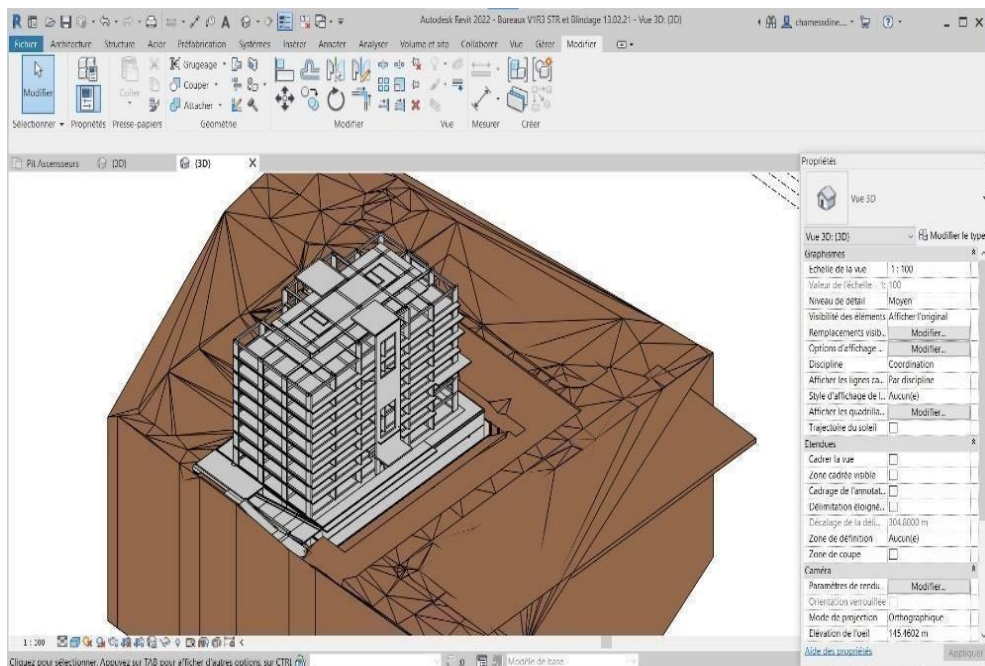 Autodesk Revit 2022 - Bureaux V1R3 STR et Blindage 13.02.21 - Vue 3D: {3D}
chamessdine...
Fichier Architecture Structure Acier Préfabrication Systèmes Insérer Annoter Analyser Volume et site Collaborer Vue Gérer Modifier
Modifier
Coller
Grugeage
Couper
Attacher
Sélectionner Propriétés Presse-papiers Géométrie Modifier Vue Mesurer Créer
Pit Ascensseurs {3D} {3D} X
Propriétés
Vue 3D
Vue 3D: {3D} Modifier le type
Graphismes
Echelle de la vue 1 : 100
Valeur de l'échelle 1: 100
Niveau de détail Moyen
Visibilité des éléments Afficher l'original
Remplacements visib... Modifier...
Options d'affichage ... Modifier...
Discipline Coordination
Afficher les lignes ca... Par discipline
Style d'affichage de l... Aucun(e)
Afficher les quadrilla... Modifier...
Trajectoire du soleil
Etendues
Cadrer la vue
Zone cadrée visible
Cadrage de l'annotat...
Délimitation éloigné...
Décalage de la déli... 304.8000 m
Zone de définition Aucun(e)
Zone de coupe
Caméra
Paramètres de rendu Modifier...
Orientation verrouillée
Mode de projection Orthographique
Elévation de l'oeil 145.4602 m
Aide des propriétés Appliquer
1 : 100
Cliquez pour sélectionner. Appuyez sur TAB pour afficher d'autres options, sur CTRL
0 Modèle de base